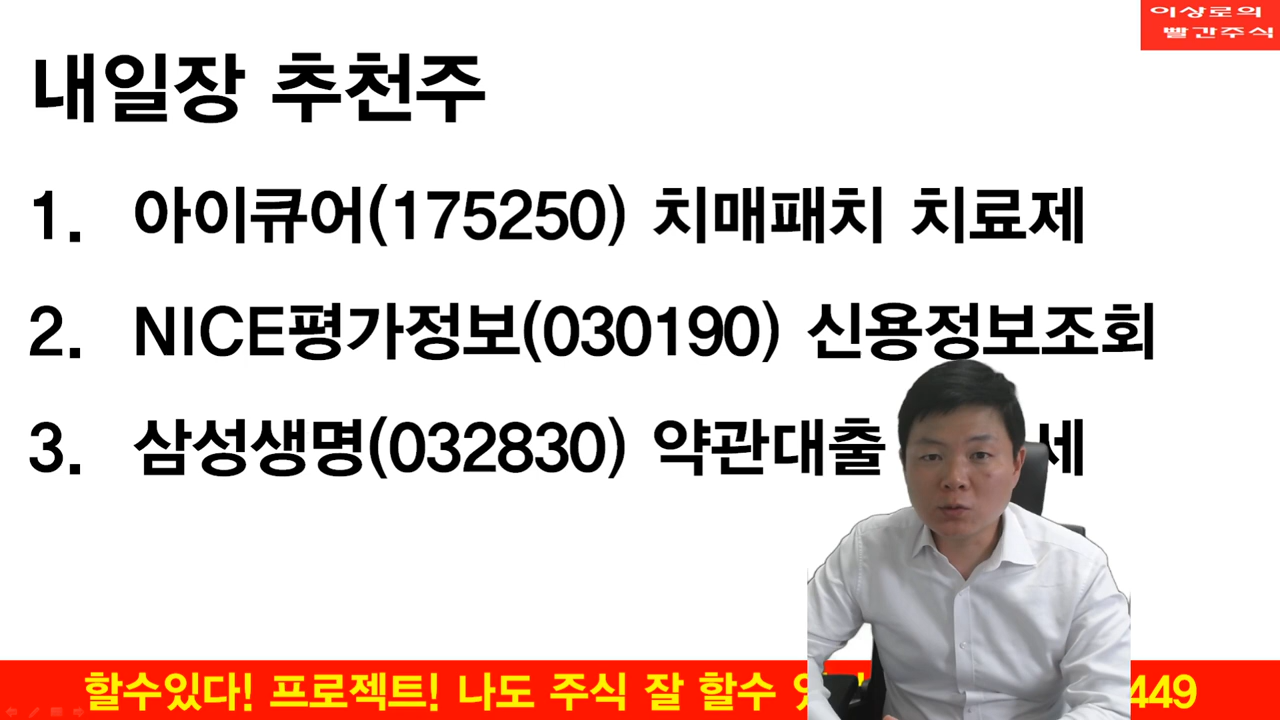 이상로의
빨간주식
내일장 추천주
1. 아이큐어(175250) 치매패치 치료제
2. NICE평가정보(030190) 신용정보조회
3. 삼성생명(032830) 약관대출
할수있다! 프로젝트! 나도 주식 잘 할수 449